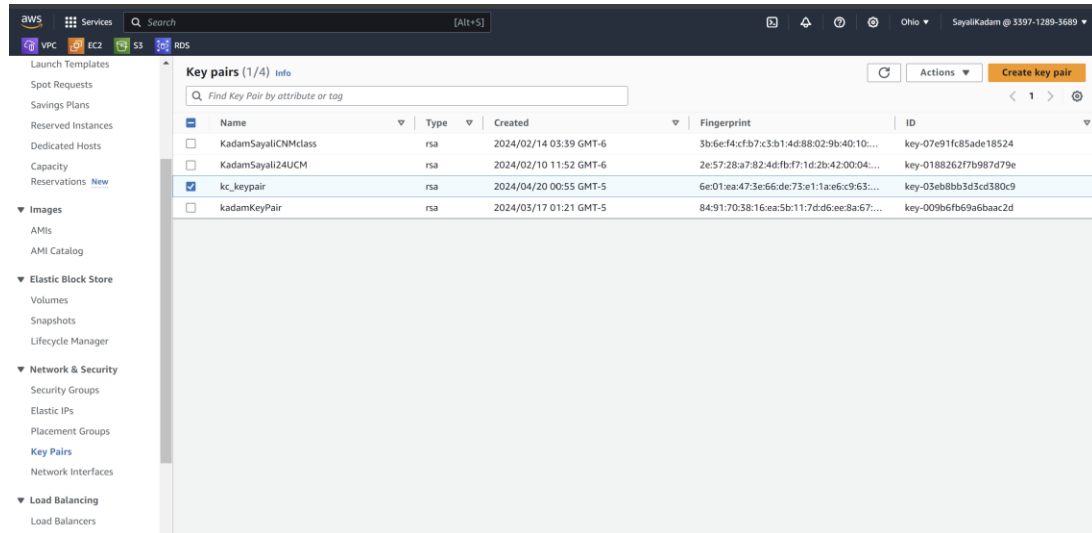 aws Services Search [Alt+S] Ohio ▼ SayaliKadam @ 3397-1289-3689 ▼
VPC EC2 S3 RDS
Launch Templates
Spot Requests
Savings Plans
Reserved Instances
Dedicated Hosts
Capacity
Reservations New
▼ Images
AMIs
AMI Catalog
▼ Elastic Block Store
Volumes
Snapshots
Lifecycle Manager
▼ Network & Security
Security Groups
Elastic IPs
Placement Groups
Key Pairs
Network Interfaces
▼ Load Balancing
Load Balancers
Key pairs (1/4) Info Actions ▼ Create key pair
Find Key Pair by attribute or tag < 1 >
Name Type Created Fingerprint ID
KadamSayaliCNMclass rsa 2024/02/14 03:39 GMT-6 3b:6e:f4:cf:b7:c3:b1:4d:88:02:9b:40:10:... key-07e91fc85ade18524
KadamSayali24UCM rsa 2024/02/10 11:52 GMT-6 2e:57:28:a7:82:4d:fb:f7:1d:2b:42:00:04:... key-0188262f7b987d79e
kc_keypair rsa 2024/04/20 00:55 GMT-5 6e:01:ea:47:3e:66:de:73:e1:1a:e6:c9:63:... key-03eb8bb3d3cd380c9
kadamKeyPair rsa 2024/03/17 01:21 GMT-5 84:91:70:38:16:ea:5b:11:7d:d6:ee:8a:67:... key-009b6fb69a6baac2d